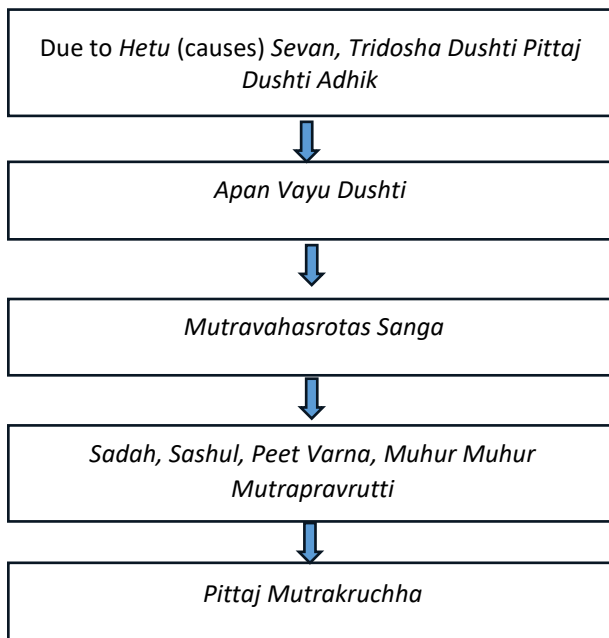 Due to Hetu (causes) Sevan, Tridosha Dushti Pittaj
Dushti Adhik
Apan Vayu Dushti
Mutravahasrotas Sanga
Sadah, Sashul, Peet Varna, Muhur Muhur
Mutrapravrutti
Pittaj Mutrakruchha